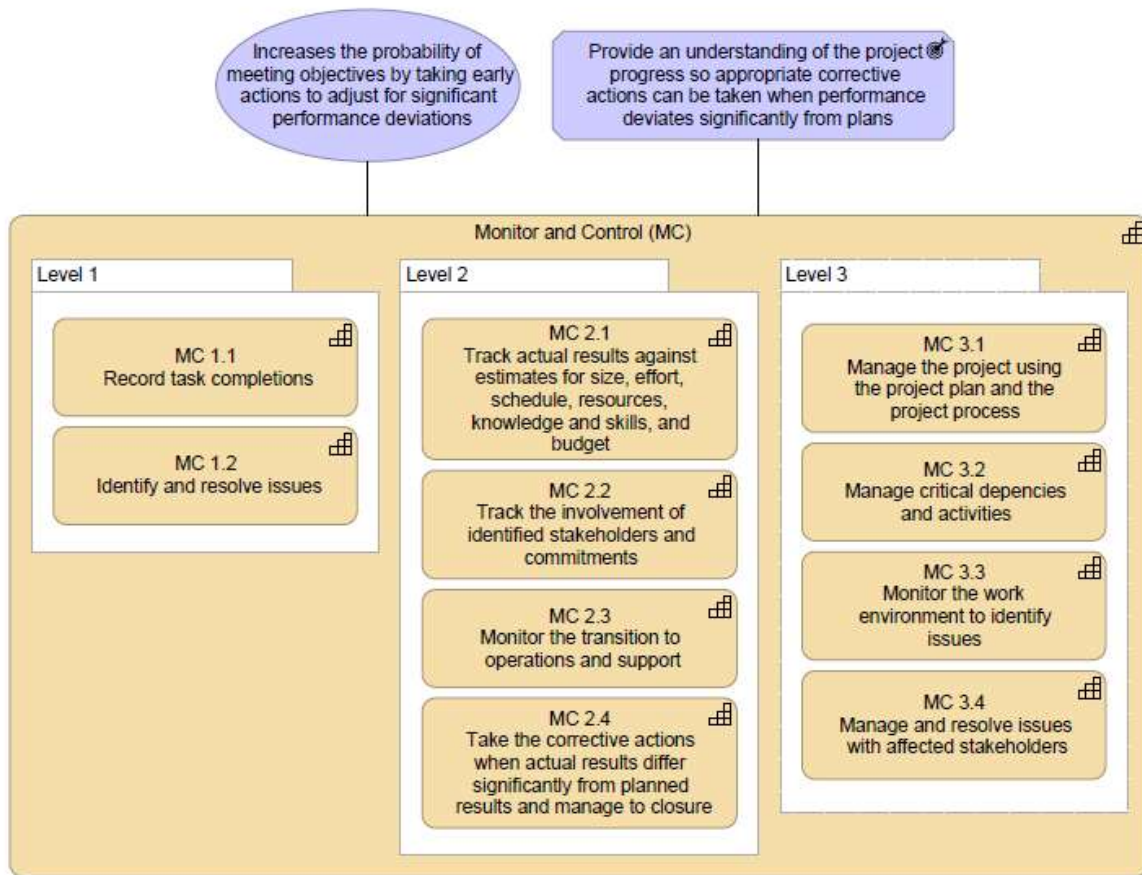 Increases the probability of
meeting objectives by taking early
actions to adjust for significant
performance deviations
Provide an understanding of the project
progress so appropriate corrective
actions can be taken when performance
deviates significantly from plans
Monitor and Control (MC)
Level 1
MC 1.1
Record task completions
MC 1.2
Identify and resolve issues
Level 2
MC 2.1
Track actual results against
estimates for size, effort,
schedule, resources,
knowledge and skills, and
budget
MC 2.2
Track the involvement of
identified stakeholders and
commitments
MC 2.3
Monitor the transition to
operations and support
MC 2.4
Take the corrective actions
when actual results differ
significantly from planned
results and manage to closure
Level 3
MC 3.1
Manage the project using
the project plan and the
project process
MC 3.2
Manage critical depencies
and activities
MC 3.3
Monitor the work
environment to identify
issues
MC 3.4
Manage and resolve issues
with affected stakeholders